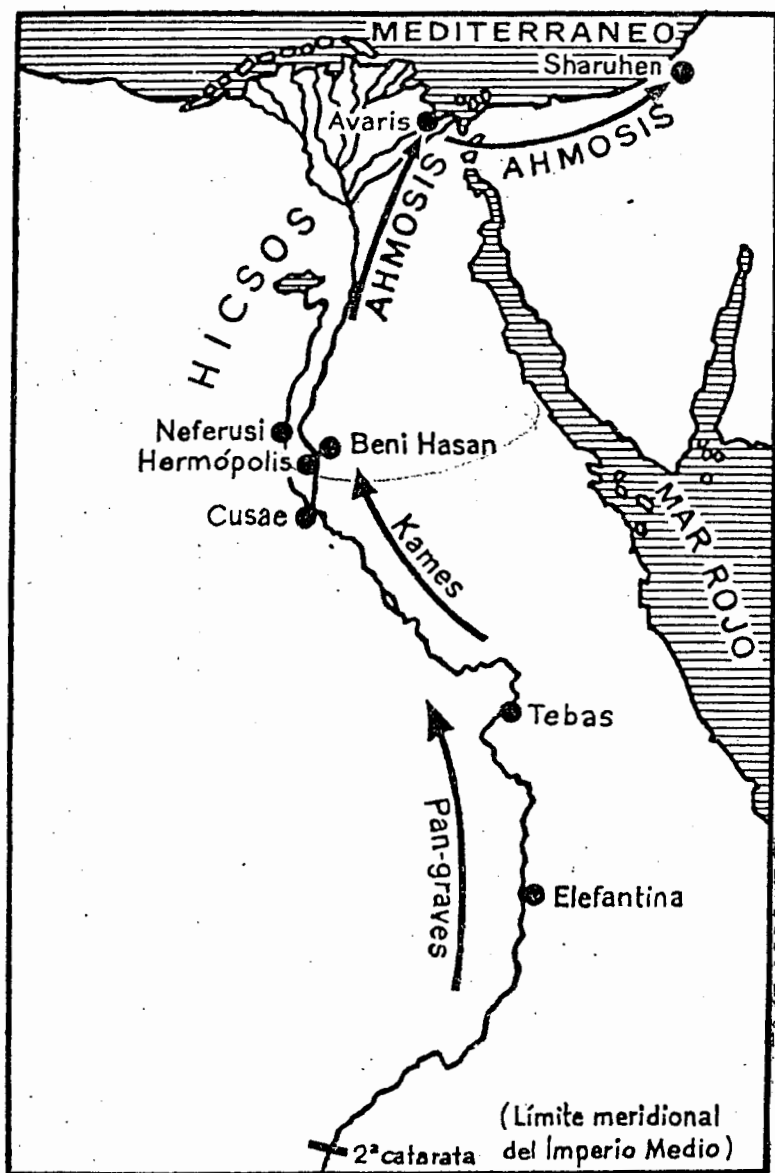 MEDITERRANEO
Sharuhen
Avaris
AHMOSIS
AHMOSIS
HICSOS
Neferusi
Beni Hasan
Hermópolis
Cusae
Kames
MAR ROJO
Tebas
Pan-graves
Elefantina
(Límite meridional
2ª catarata del Imperio Medio)